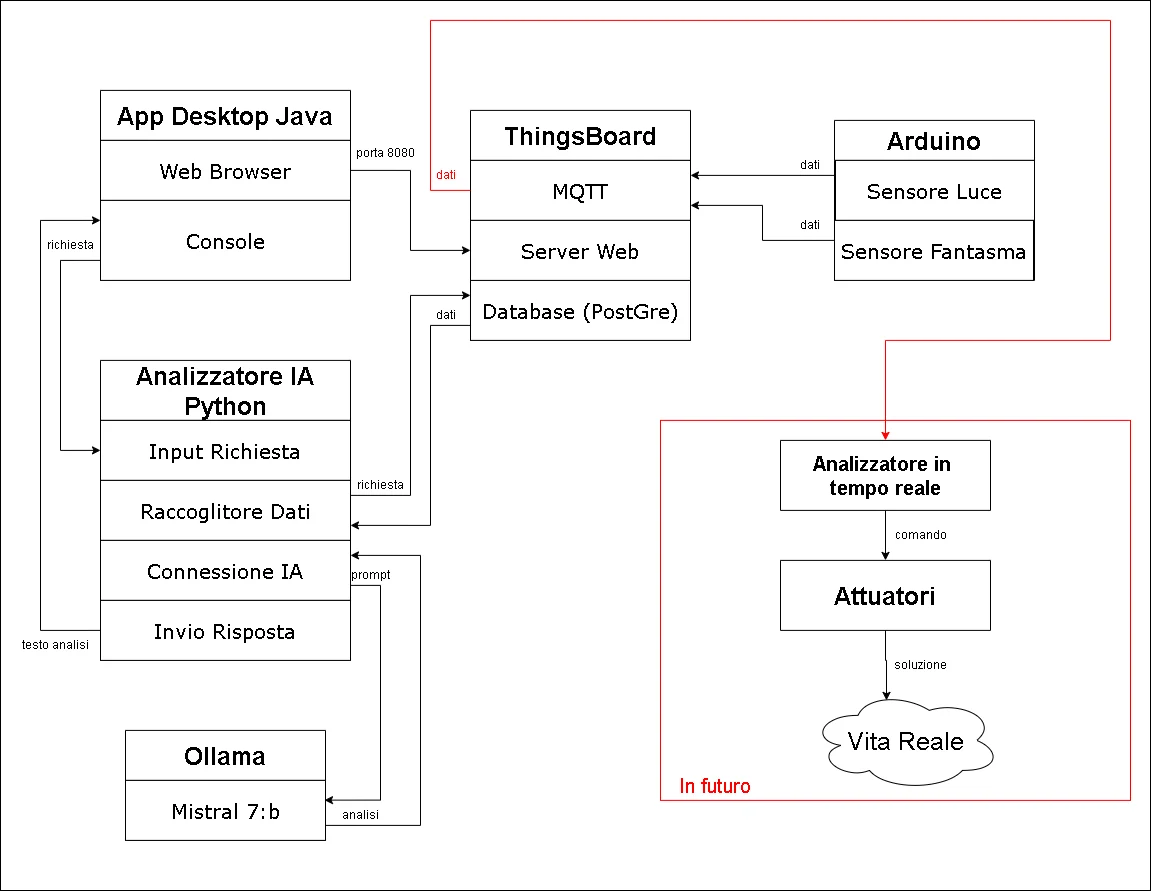 App Desktop Java
Web Browser
Console
porta 8080
richiesta
dati
ThingsBoard
MQTT
Server Web
Database (PostGre)
dati
dati
dati
Arduino
Sensore Luce
Sensore Fantasma
Analizzatore IA
Python
Input Richiesta
Raccoglitore Dati
Connessione IA
Invio Risposta
richiesta
prompt
testo analisi
Ollama
Mistral 7:b
analisi
Analizzatore in
tempo reale
comando
Attuatori
soluzione
Vita Reale
In futuro